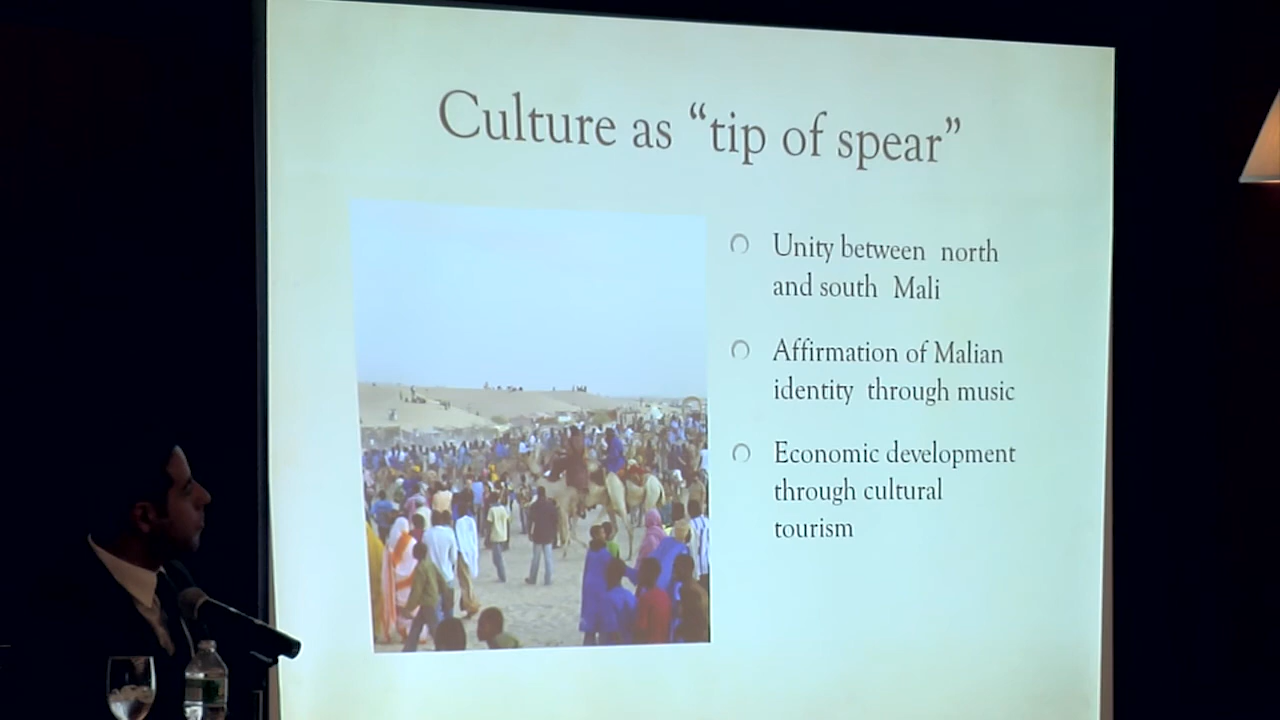 Culture as “tip of spear”
Unity between north
and south Mali
Affirmation of Malian
identity through music
Economic development
through cultural
tourism